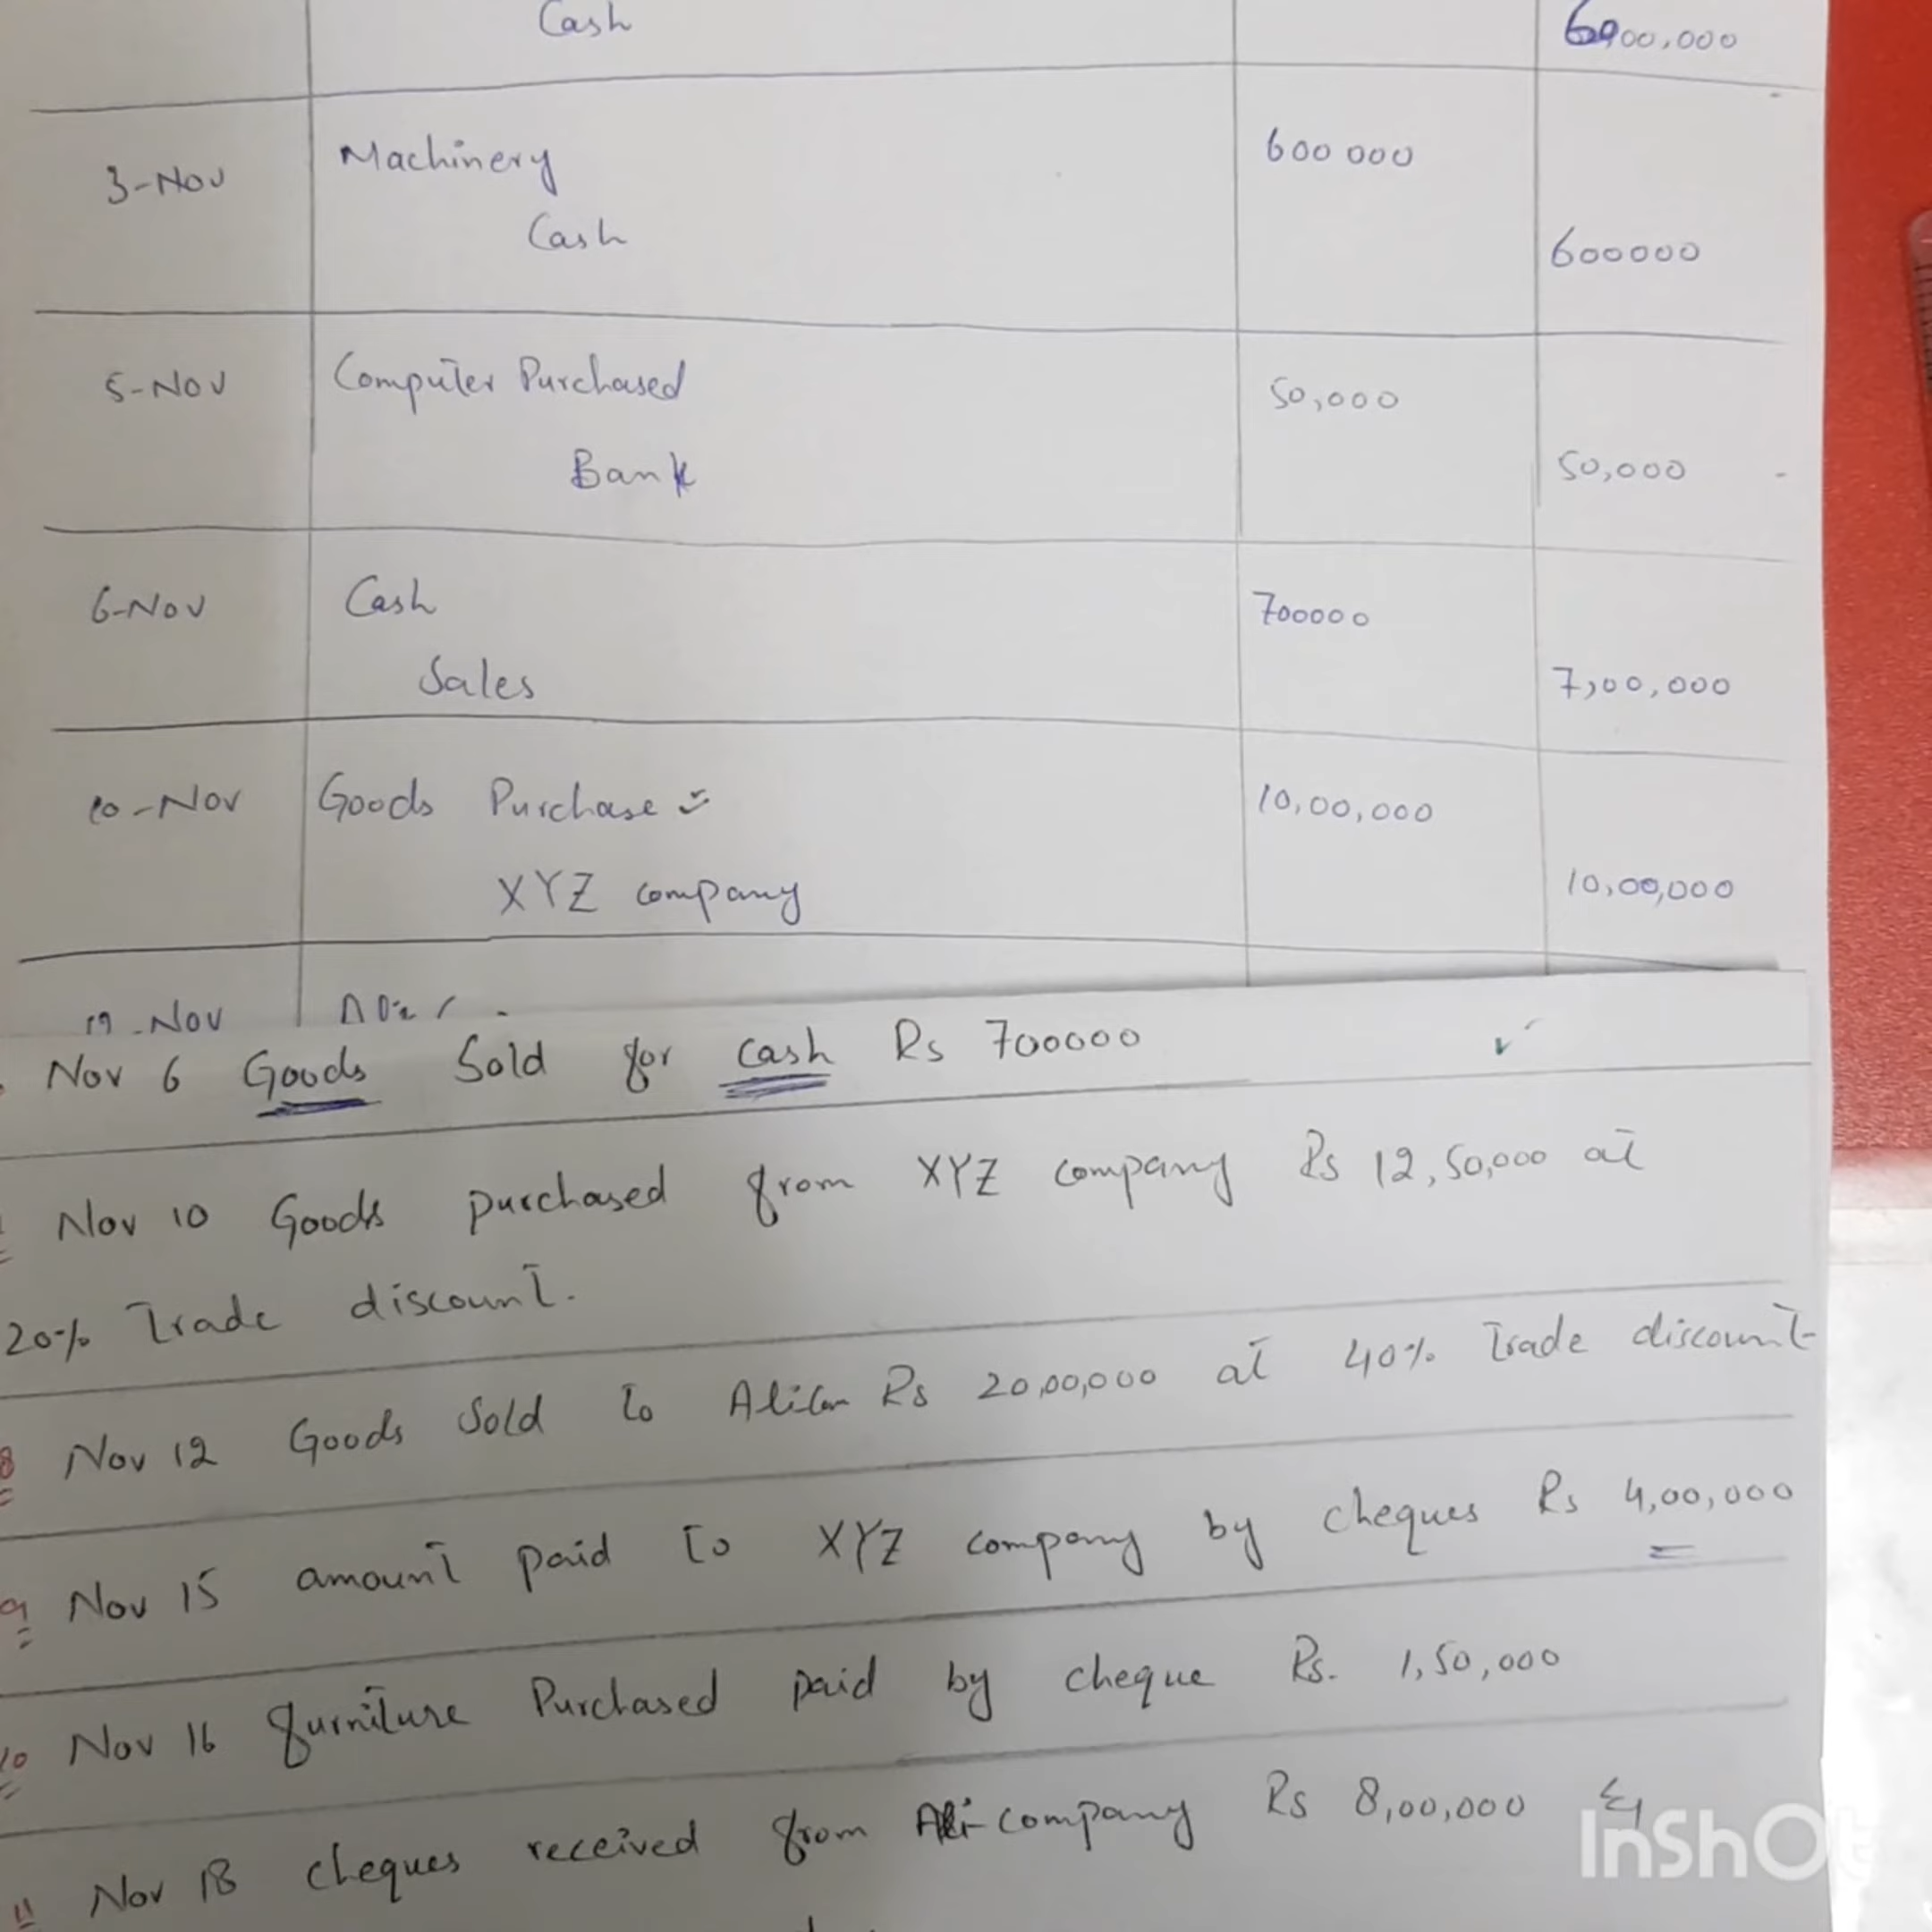 Cash 6,00,000
3-Nov Machinery 600 000
Cash 600000
5-Nov Computer Purchased 50,000
Bank 50,000
6-Nov Cash 700000
Sales 7,00,000
10-Nov Goods Purchase 10,00,000
XYZ company 10,00,000
-Nov
Nov 6 Goods Sold for Cash Rs 700000
Nov 10 Goods purchased from XYZ company Rs 12,50,000 at
20% Trade discount.
8 Nov 12 Goods Sold to Rs 20,00,000 at 40% Trade discount
9 Nov 15 amount paid to XYZ company by cheques Rs 4,00,000
10 Nov 16 furniture Purchased paid by cheque Rs. 1,50,000
11 Nov 18 cheques received from Ali company Rs 8,00,000 &
InShOt